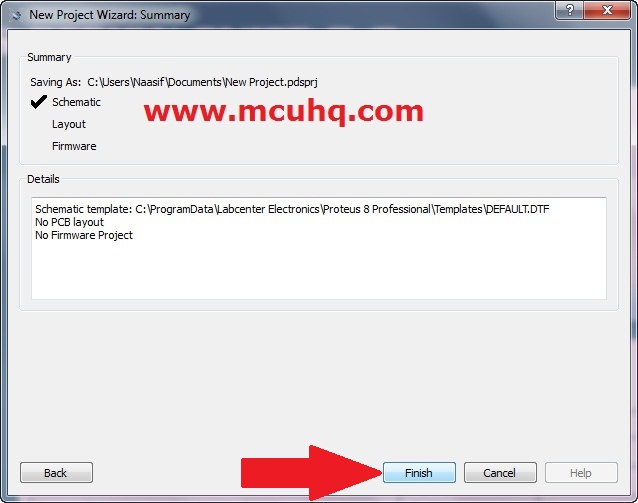 New Project Wizard: Summary
Summary
Saving As: C:\Users\Naasif\Documents\New Project.pdsprj
Schematic
www.mcuhq.com
Layout
Firmware
Details
Schematic template: C:\ProgramData\Labcenter Electronics\Proteus 8 Professional\Templates\DEFAULT.DTF
No PCB layout
No Firmware Project
Back
Finish
Cancel
Help